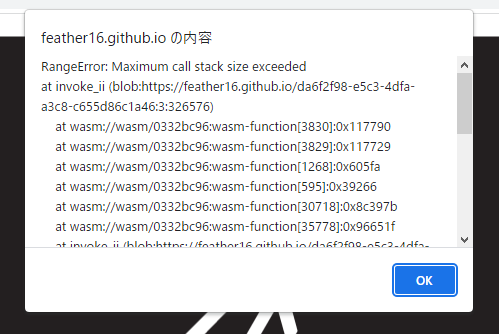 feather16.github.io の内容
RangeError: Maximum call stack size exceeded
at invoke_ii (blob:https://feather16.github.io/da6f2f98-e5c3-4dfa-
a3c8-c655d86c1a46:3:326576)
at wasm://wasm/0332bc96:wasm-function[3830]:0x117790
at wasm://wasm/0332bc96:wasm-function[3829]:0x117729
at wasm://wasm/0332bc96:wasm-function[1268]:0x605fa
at wasm://wasm/0332bc96:wasm-function[595]:0x39266
at wasm://wasm/0332bc96:wasm-function[30718]:0x8c397b
at wasm://wasm/0332bc96:wasm-function[35778]:0x96651f
at invoke_ii (blob:https://feather16.github.io/da6f2f98-e5c3-4dfa-
OK